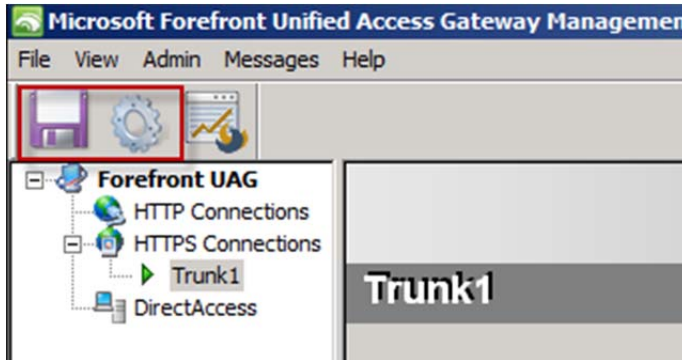 Microsoft Forefront Unified Access Gateway Managemen
File View Admin Messages Help
Forefront UAG
HTTP Connections
HTTPS Connections
Trunk1
DirectAccess
Trunk1